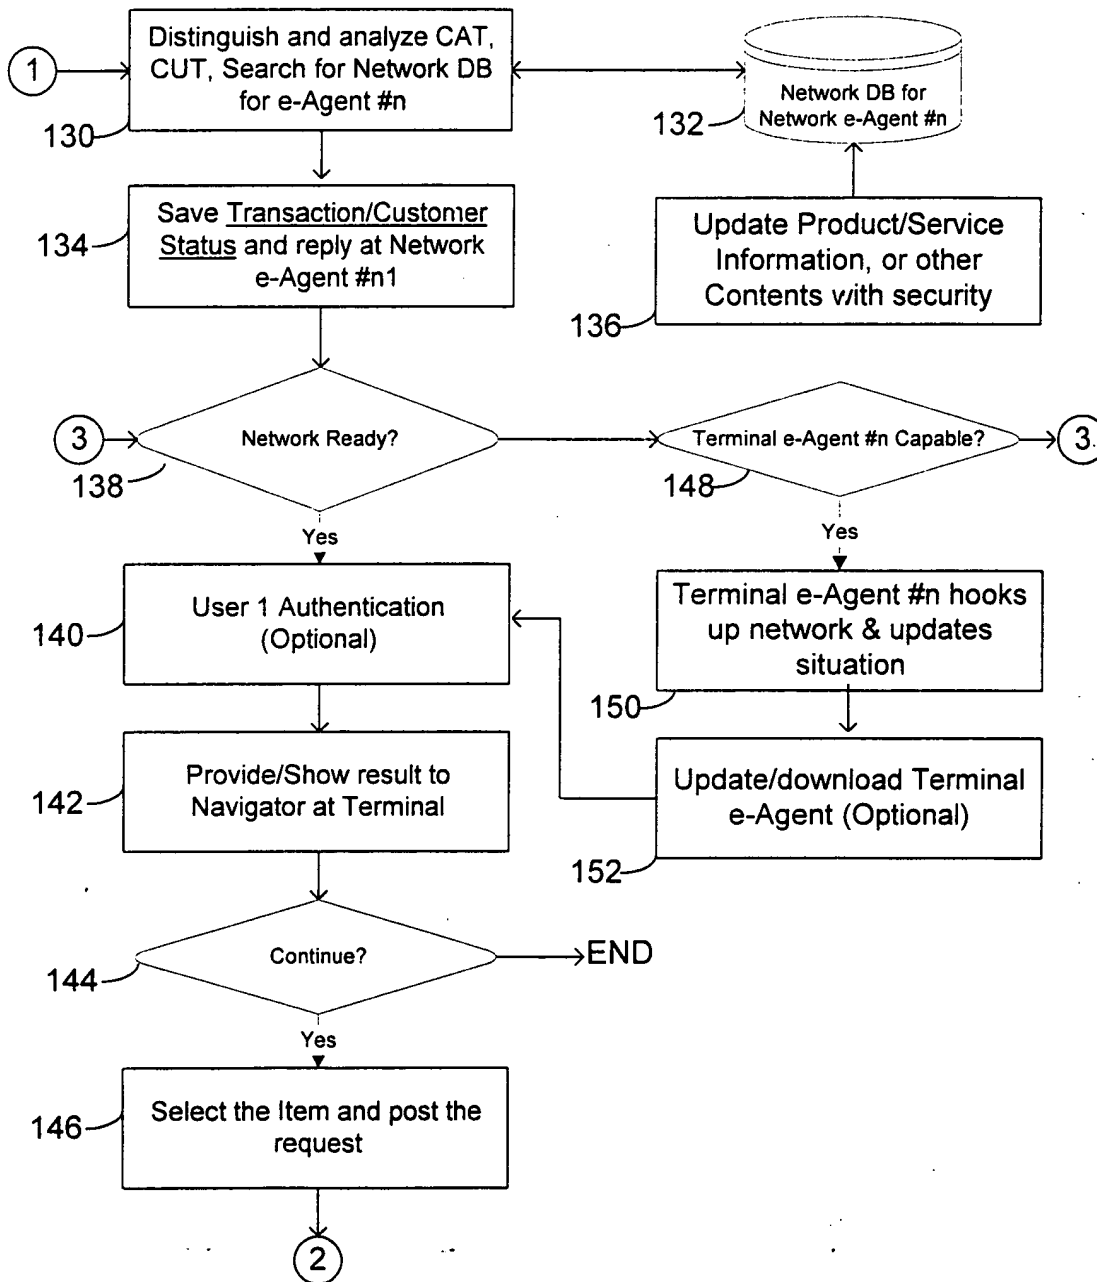 1
Distinguish and analyze CAT,
CUT, Search for Network DB
for e-Agent #n
130
Network DB for
Network e-Agent #n
132
Save Transaction/Customer
Status and reply at Network
e-Agent #n1
134
Update Product/Service
Information, or other
Contents with security
136
3
Network Ready?
138
Terminal e-Agent #n Capable?
148
3
Yes
Yes
User 1 Authentication
(Optional)
140
Terminal e-Agent #n hooks
up network & updates
situation
150
Provide/Show result to
Navigator at Terminal
142
Update/download Terminal
e-Agent (Optional)
152
Continue?
144
END
Yes
Select the Item and post the
request
146
2